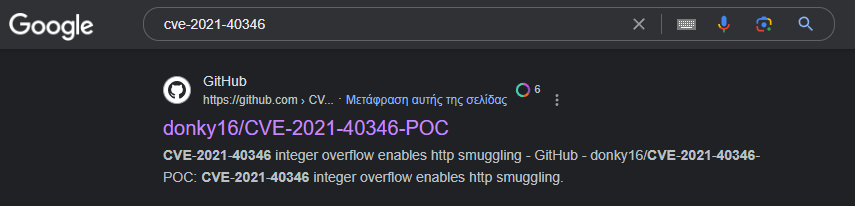 Google
cve-2021-40346
GitHub
https://github.com › CV... · Μετάφραση αυτής της σελίδας 6
donky16/CVE-2021-40346-POC
CVE-2021-40346 integer overflow enables http smuggling - GitHub - donky16/CVE-2021-40346-
POC: CVE-2021-40346 integer overflow enables http smuggling.